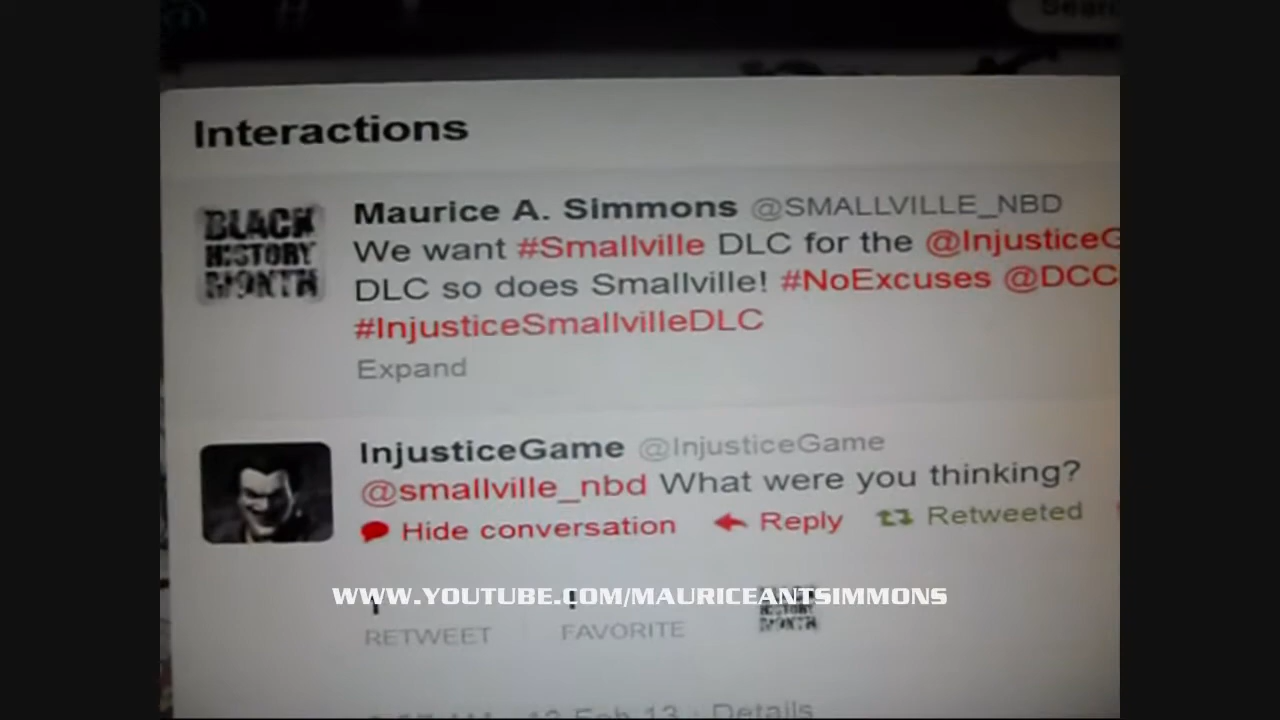 Interactions
BLACK
HISTORY
MONTH
Maurice A. Simmons @SMALLVILLE_NBD
We want #Smallville DLC for the @InjusticeG
DLC so does Smallville! #NoExcuses @DCC
#InjusticeSmallvilleDLC
Expand
InjusticeGame @InjusticeGame
@smallville_nbd What were you thinking?
Hide conversation Reply Retweeted
WWW.YOUTUBE.COM/MAURICEANTSIMMONS
RETWEET FAVORITE
Feb 13 · Details